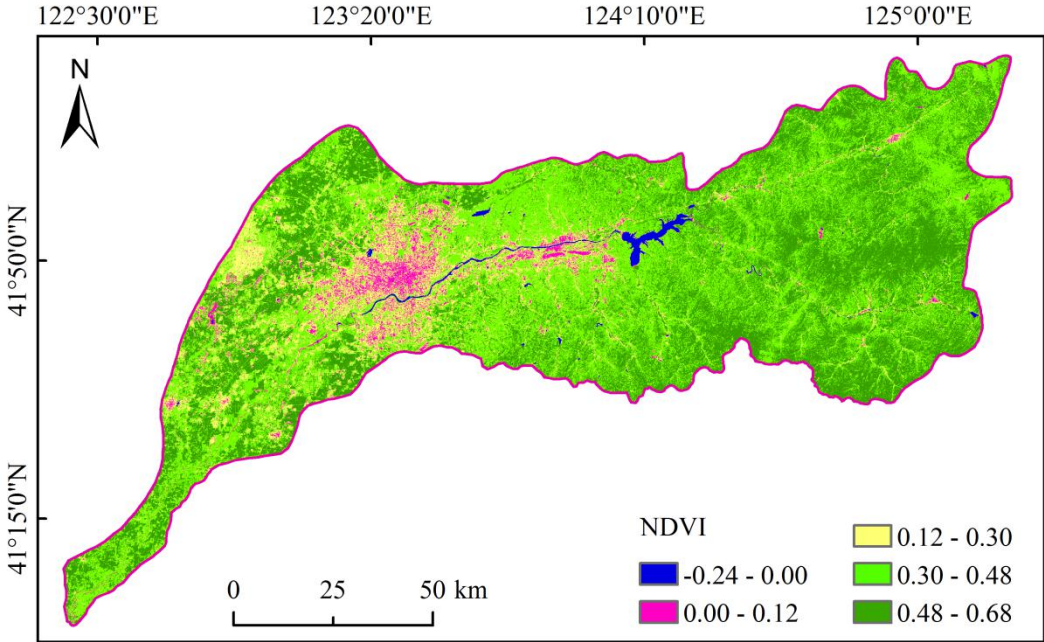 122°30'0"E 123°20'0"E 124°10'0"E 125°0'0"E
N
41°50'0"N
41°15'0"N
NDVI
-0.24 - 0.00
0.00 - 0.12
0.12 - 0.30
0.30 - 0.48
0.48 - 0.68
0 25 50 km